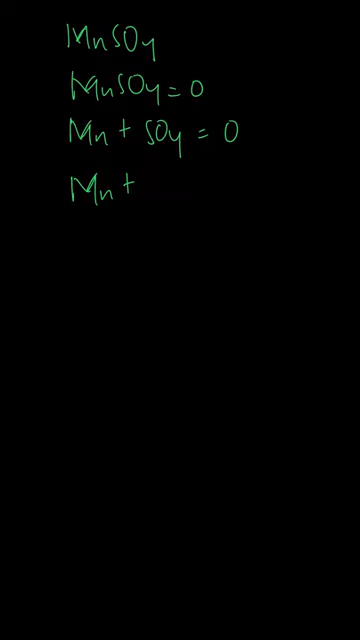 MnSO4
MnSO4 = 0
Mn + SO4 = 0
Mn +